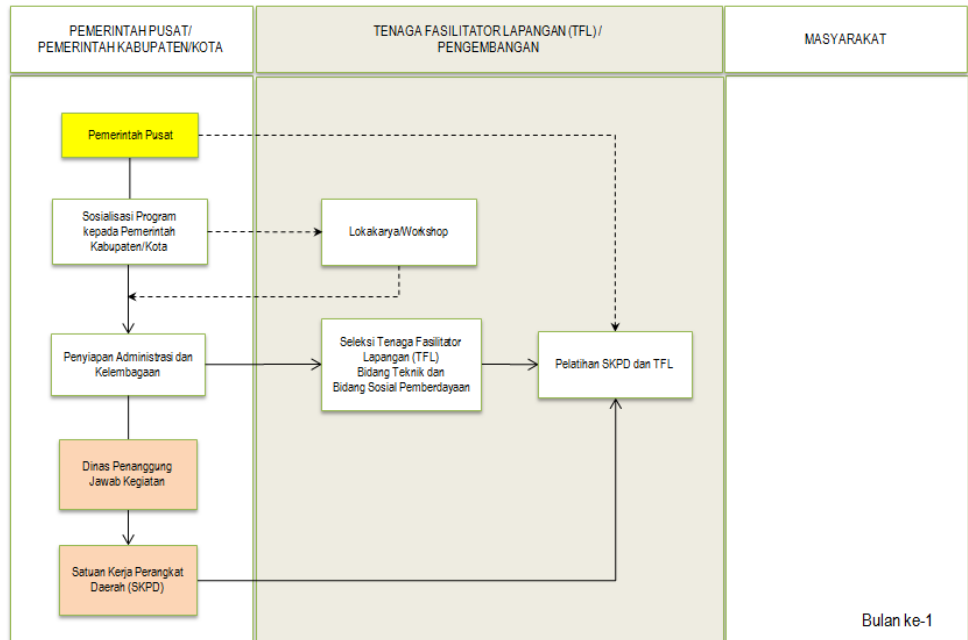 PEMERINTAH PUSAT/
PEMERINTAH KABUPATEN/KOTA
TENAGA FASILITATOR LAPANGAN (TFL) /
PENGEMBANGAN
MASYARAKAT
Pemerintah Pusat
Sosialisasi Program
kepada Pemerintah
Kabupaten/Kota
Lokakarya/Workshop
Penyiapan Administrasi dan
Kelembagaan
Seleksi Tenaga Fasilitator
Lapangan (TFL)
Bidang Teknik dan
Bidang Sosial Pemberdayaan
Pelatihan SKPD dan TFL
Dinas Penanggung
Jawab Kegiatan
Satuan Kerja Perangkat
Daerah (SKPD)
Bulan ke-1